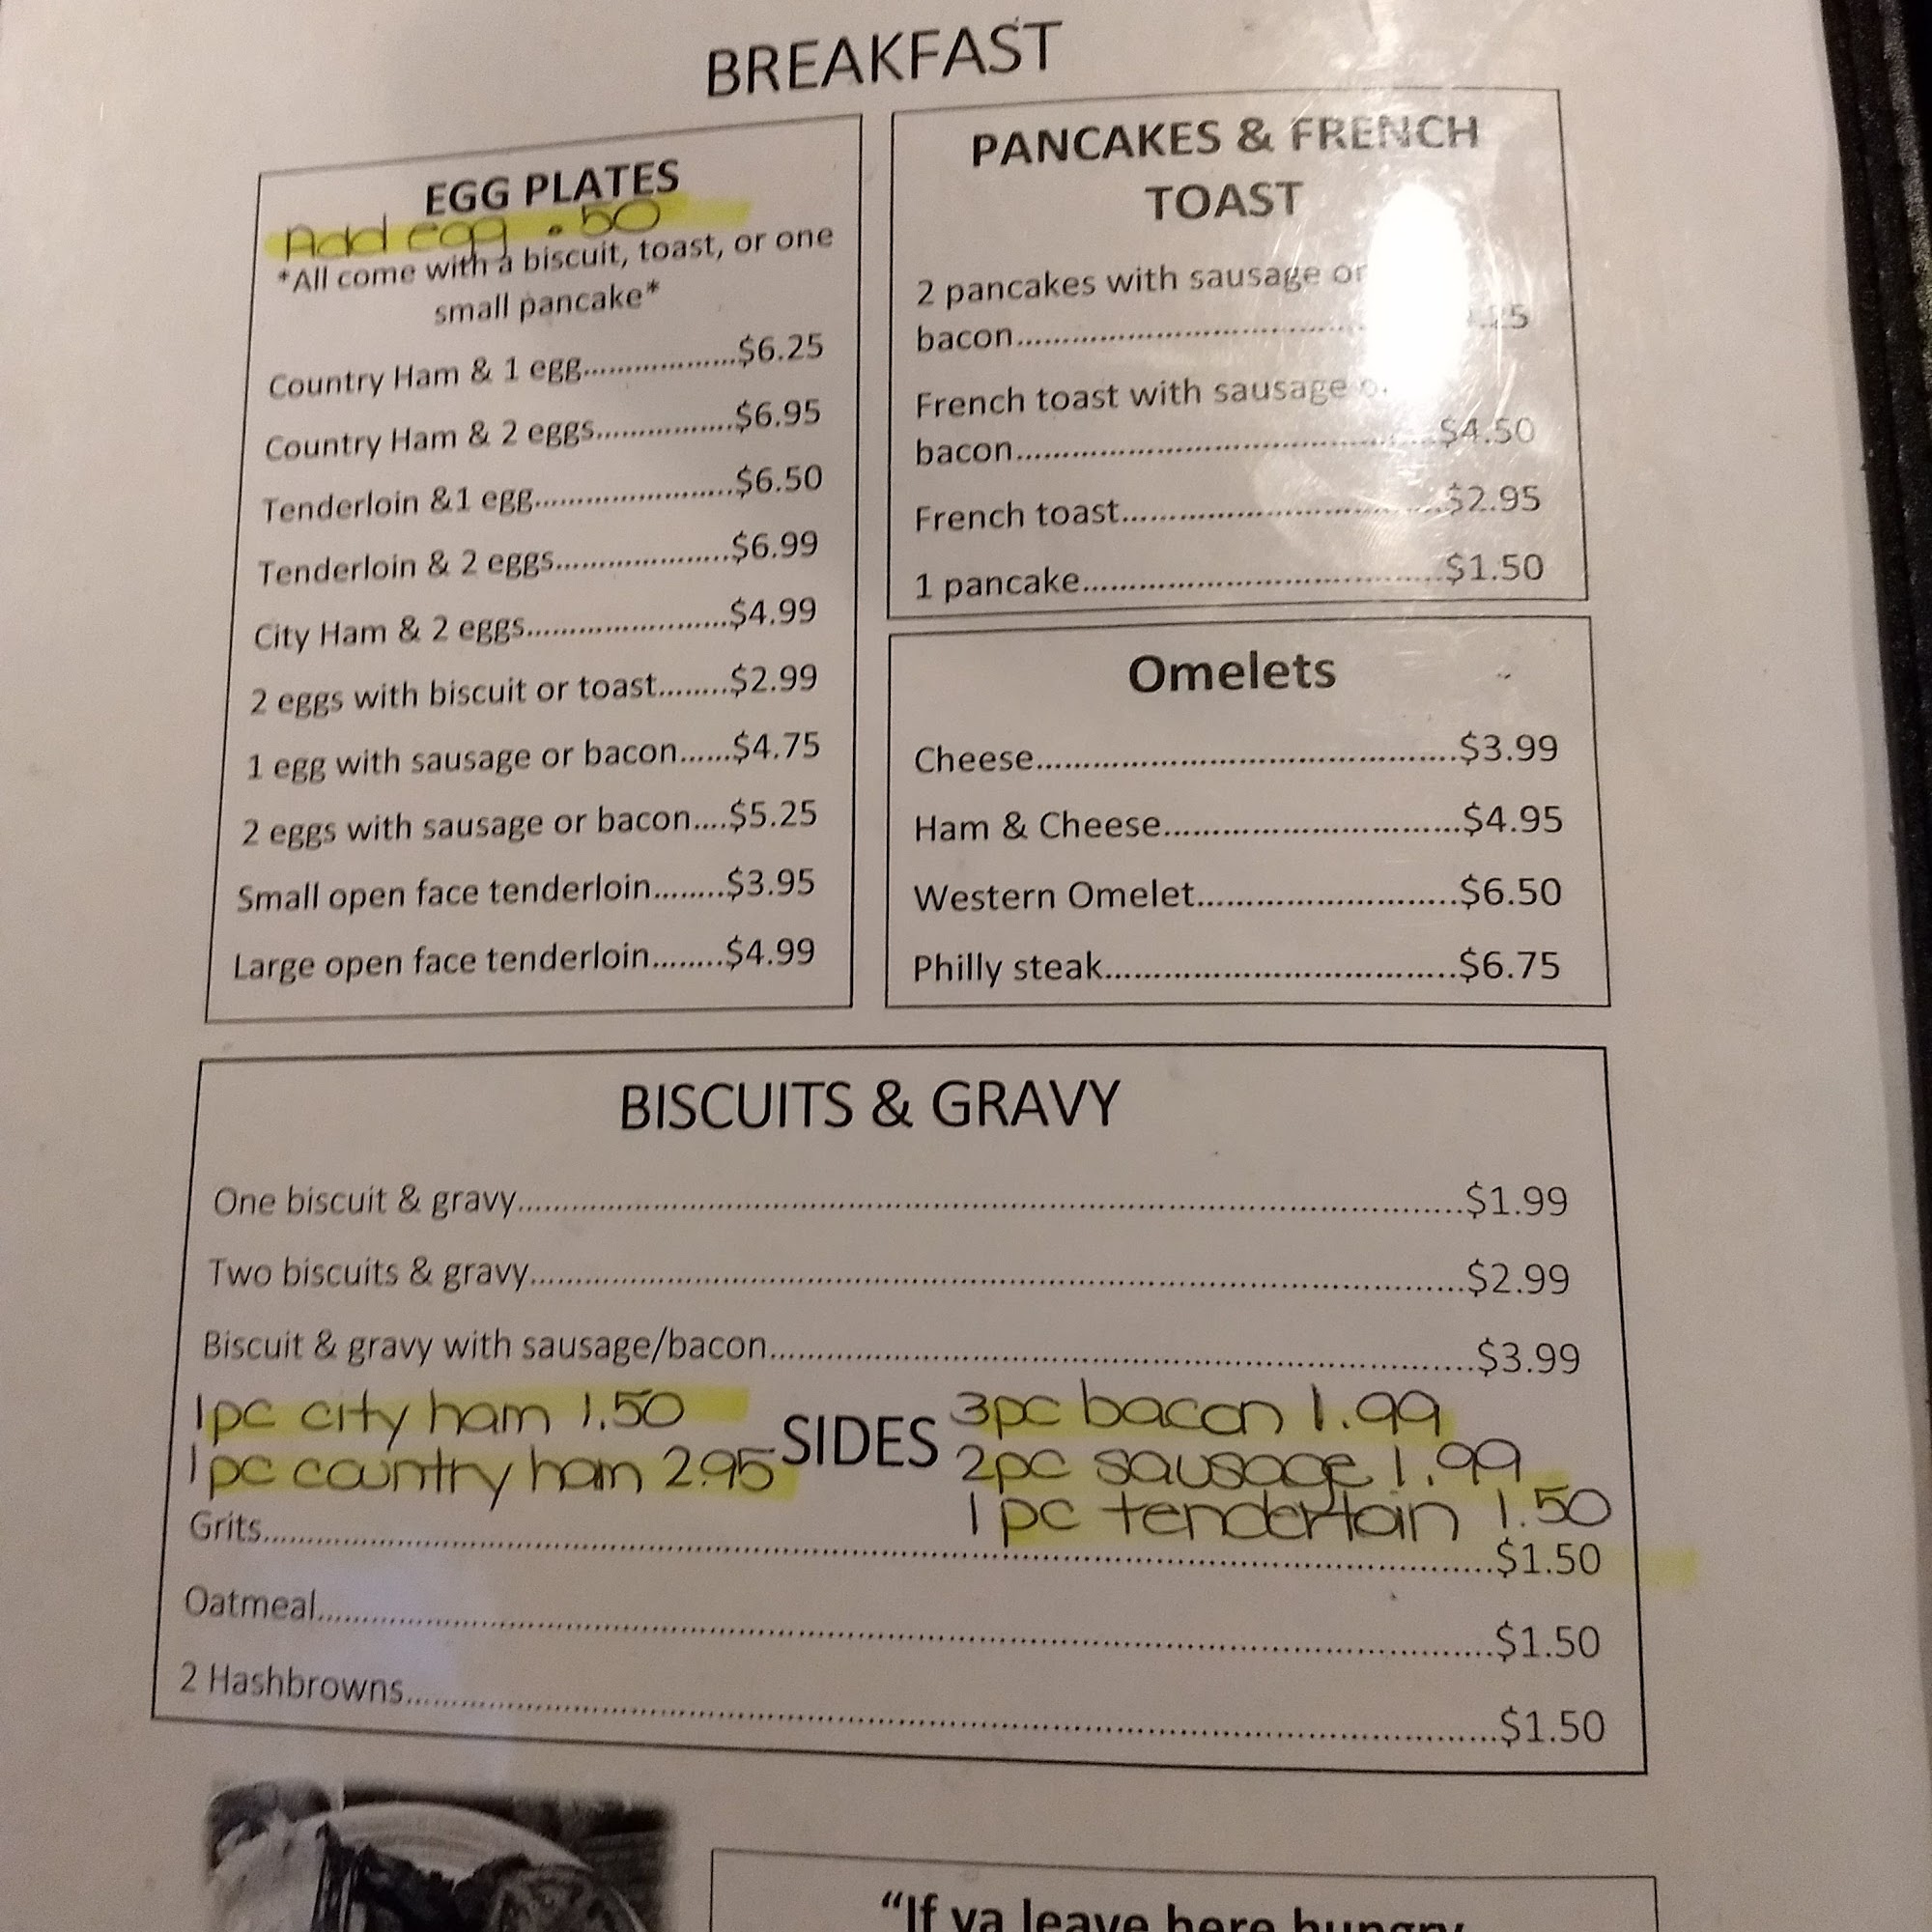 BREAKFAST
EGG PLATES
Add egg .50
*All come with a biscuit, toast, or one
small pancake*
Country Ham & 1 egg..................$6.25
Country Ham & 2 eggs................$6.95
Tenderloin &1 egg.......................$6.50
Tenderloin & 2 eggs....................$6.99
City Ham & 2 eggs.......................$4.99
2 eggs with biscuit or toast........$2.99
1 egg with sausage or bacon......$4.75
2 eggs with sausage or bacon....$5.25
Small open face tenderloin........$3.95
Large open face tenderloin........$4.99
PANCAKES & FRENCH
TOAST
2 pancakes with sausage or
bacon
French toast with sausage
bacon..............................................$4.50
French toast..................................$2.95
1 pancake......................................$1.50
Omelets
Cheese............................................$3.99
Ham & Cheese...............................$4.95
Western Omelet...........................$6.50
Philly steak.....................................$6.75
BISCUITS & GRAVY
One biscuit & gravy....................................................................................................$1.99
Two biscuits & gravy..................................................................................................$2.99
Biscuit & gravy with sausage/bacon..........................................................................$3.99
1pc city ham 1.50
1pc country ham 2.95
SIDES
3pc bacon 1.99
2pc sausage 1.99
1pc tenderloin 1.50
Grits..............................................................................................................................$1.50
Oatmeal........................................................................................................................$1.50
2 Hashbrowns..............................................................................................................$1.50
"If ya leave here hungry